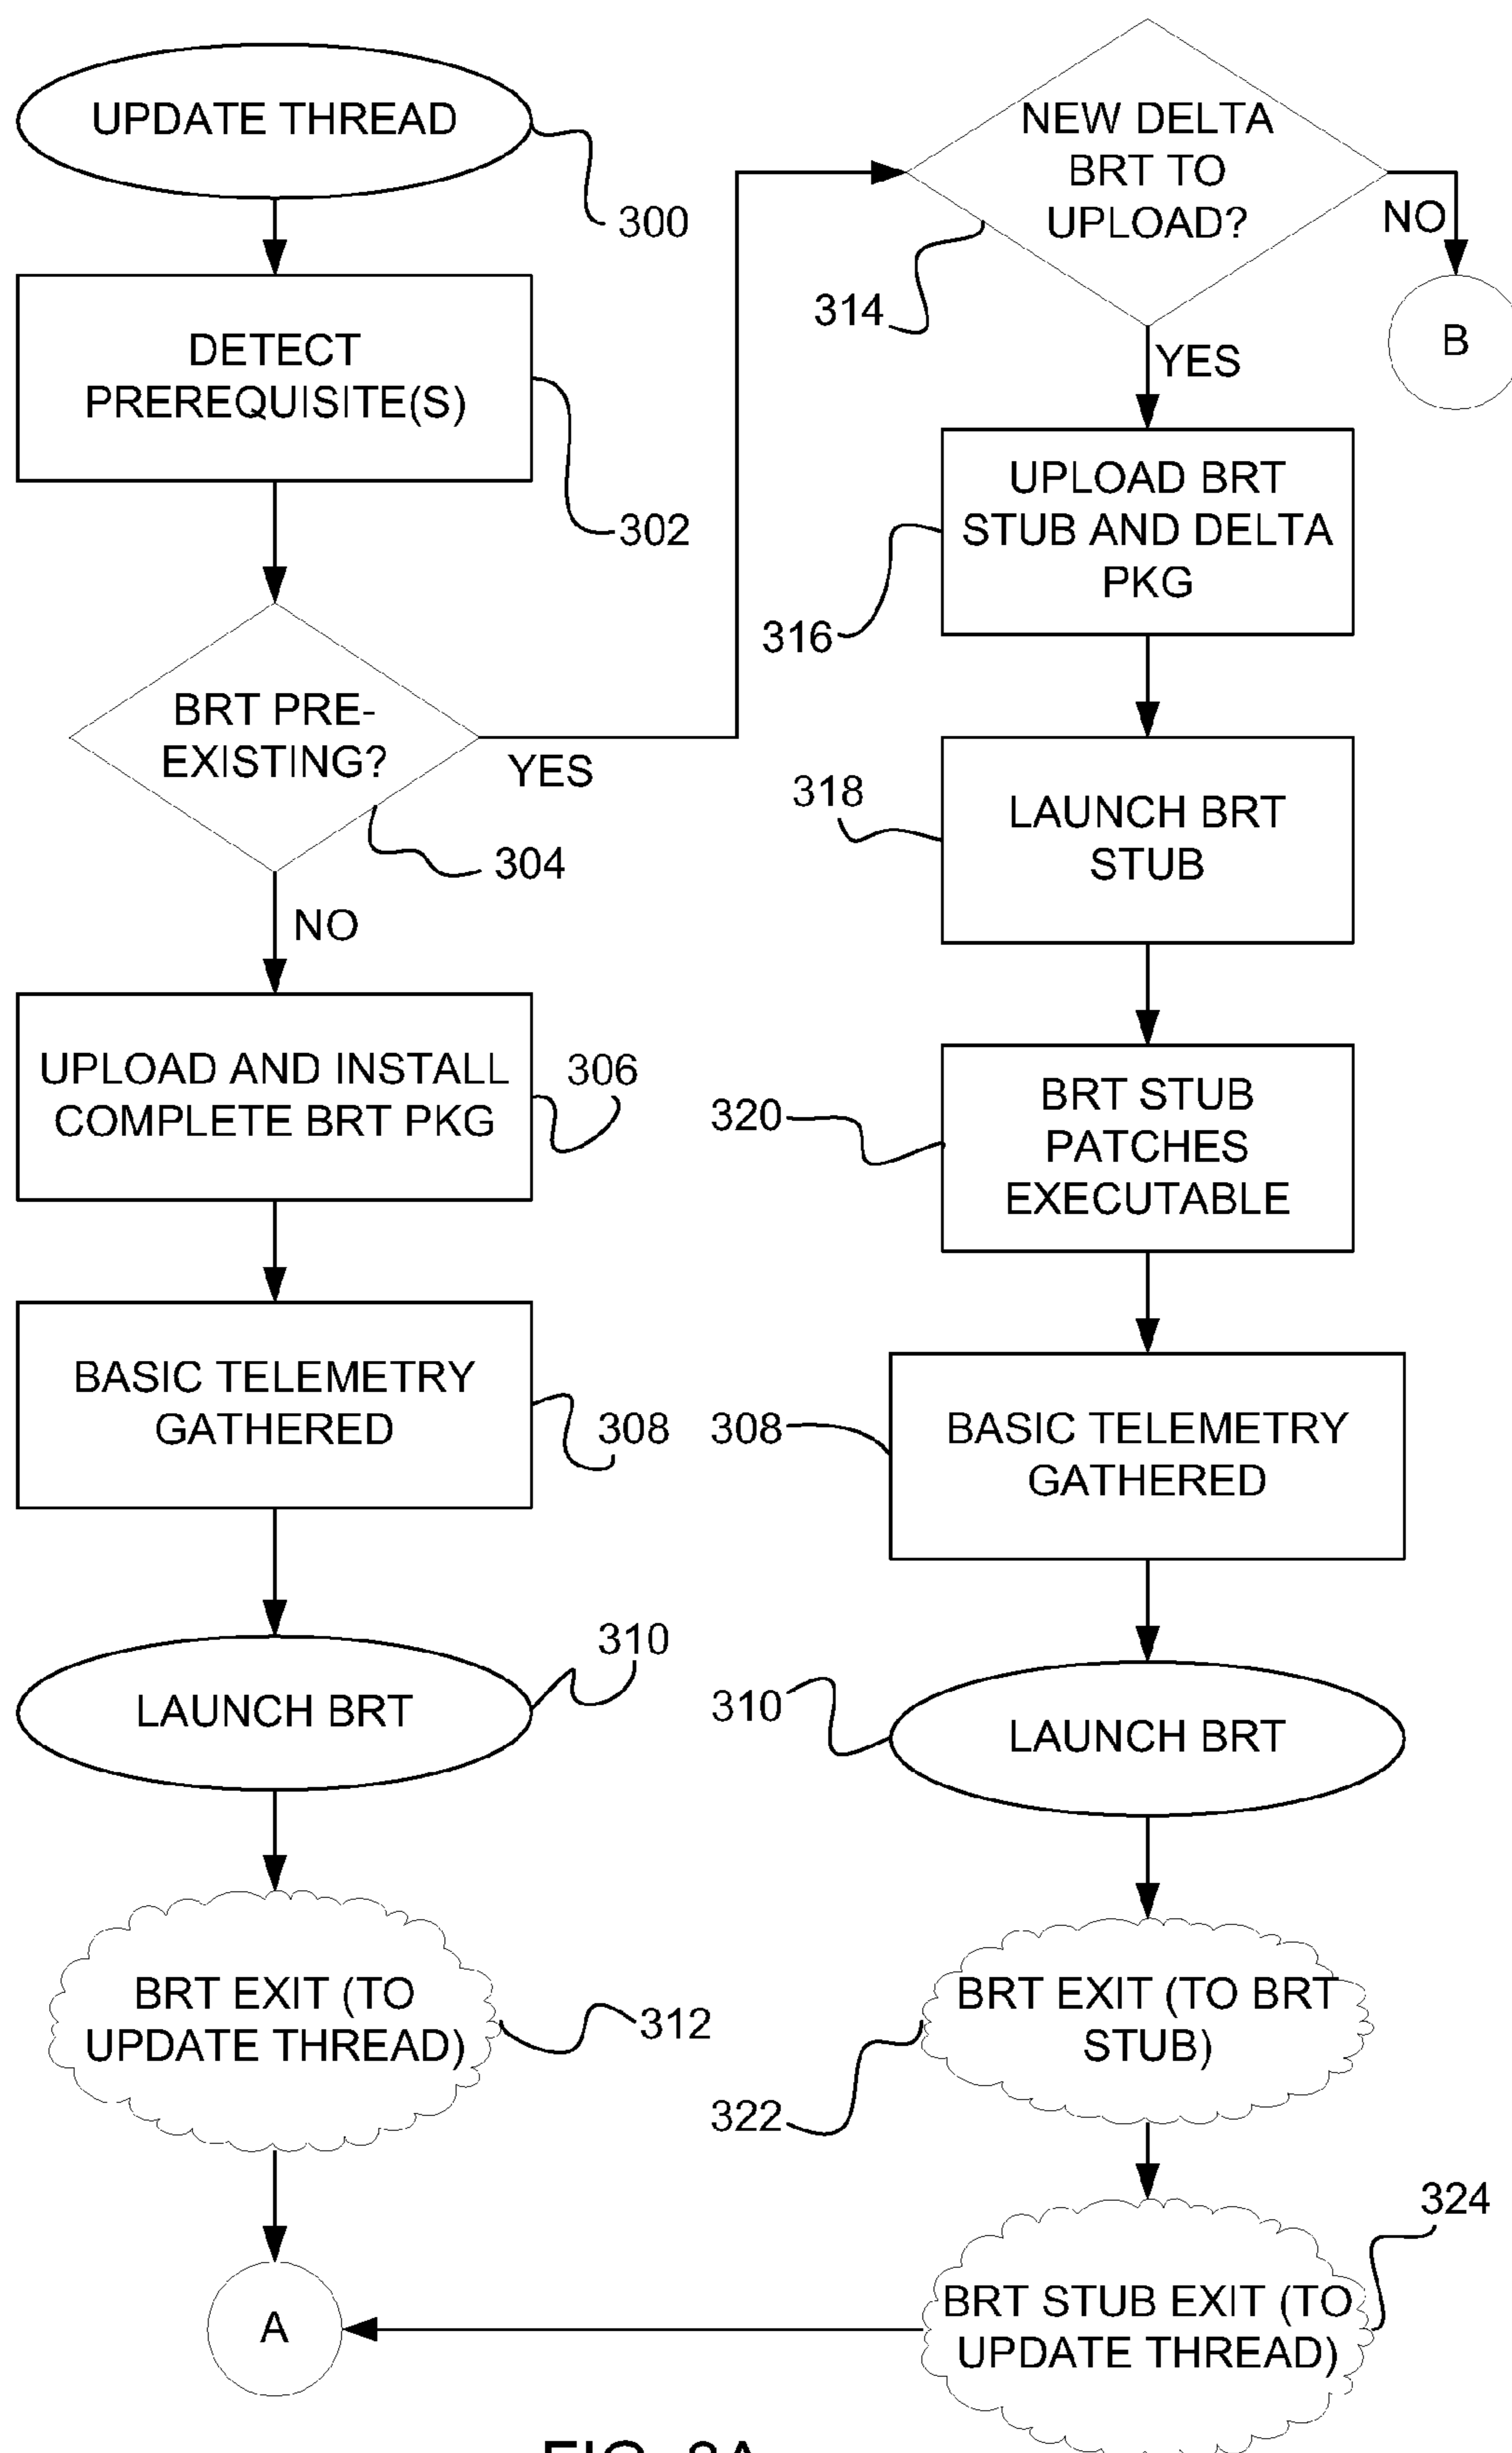 UPDATE THREAD
300
DETECT
PREREQUISITE(S)
302
BRT PRE-
EXISTING?
YES
304
NO
UPLOAD AND INSTALL
COMPLETE BRT PKG
306
BASIC TELEMETRY
GATHERED
308
LAUNCH BRT
310
BRT EXIT (TO
UPDATE THREAD)
312
A
NEW DELTA
BRT TO
UPLOAD?
NO
314
B
YES
UPLOAD BRT
STUB AND DELTA
PKG
316
318
LAUNCH BRT
STUB
320
BRT STUB
PATCHES
EXECUTABLE
308
BASIC TELEMETRY
GATHERED
310
LAUNCH BRT
BRT EXIT (TO BRT
STUB)
322
324
BRT STUB EXIT (TO
UPDATE THREAD)